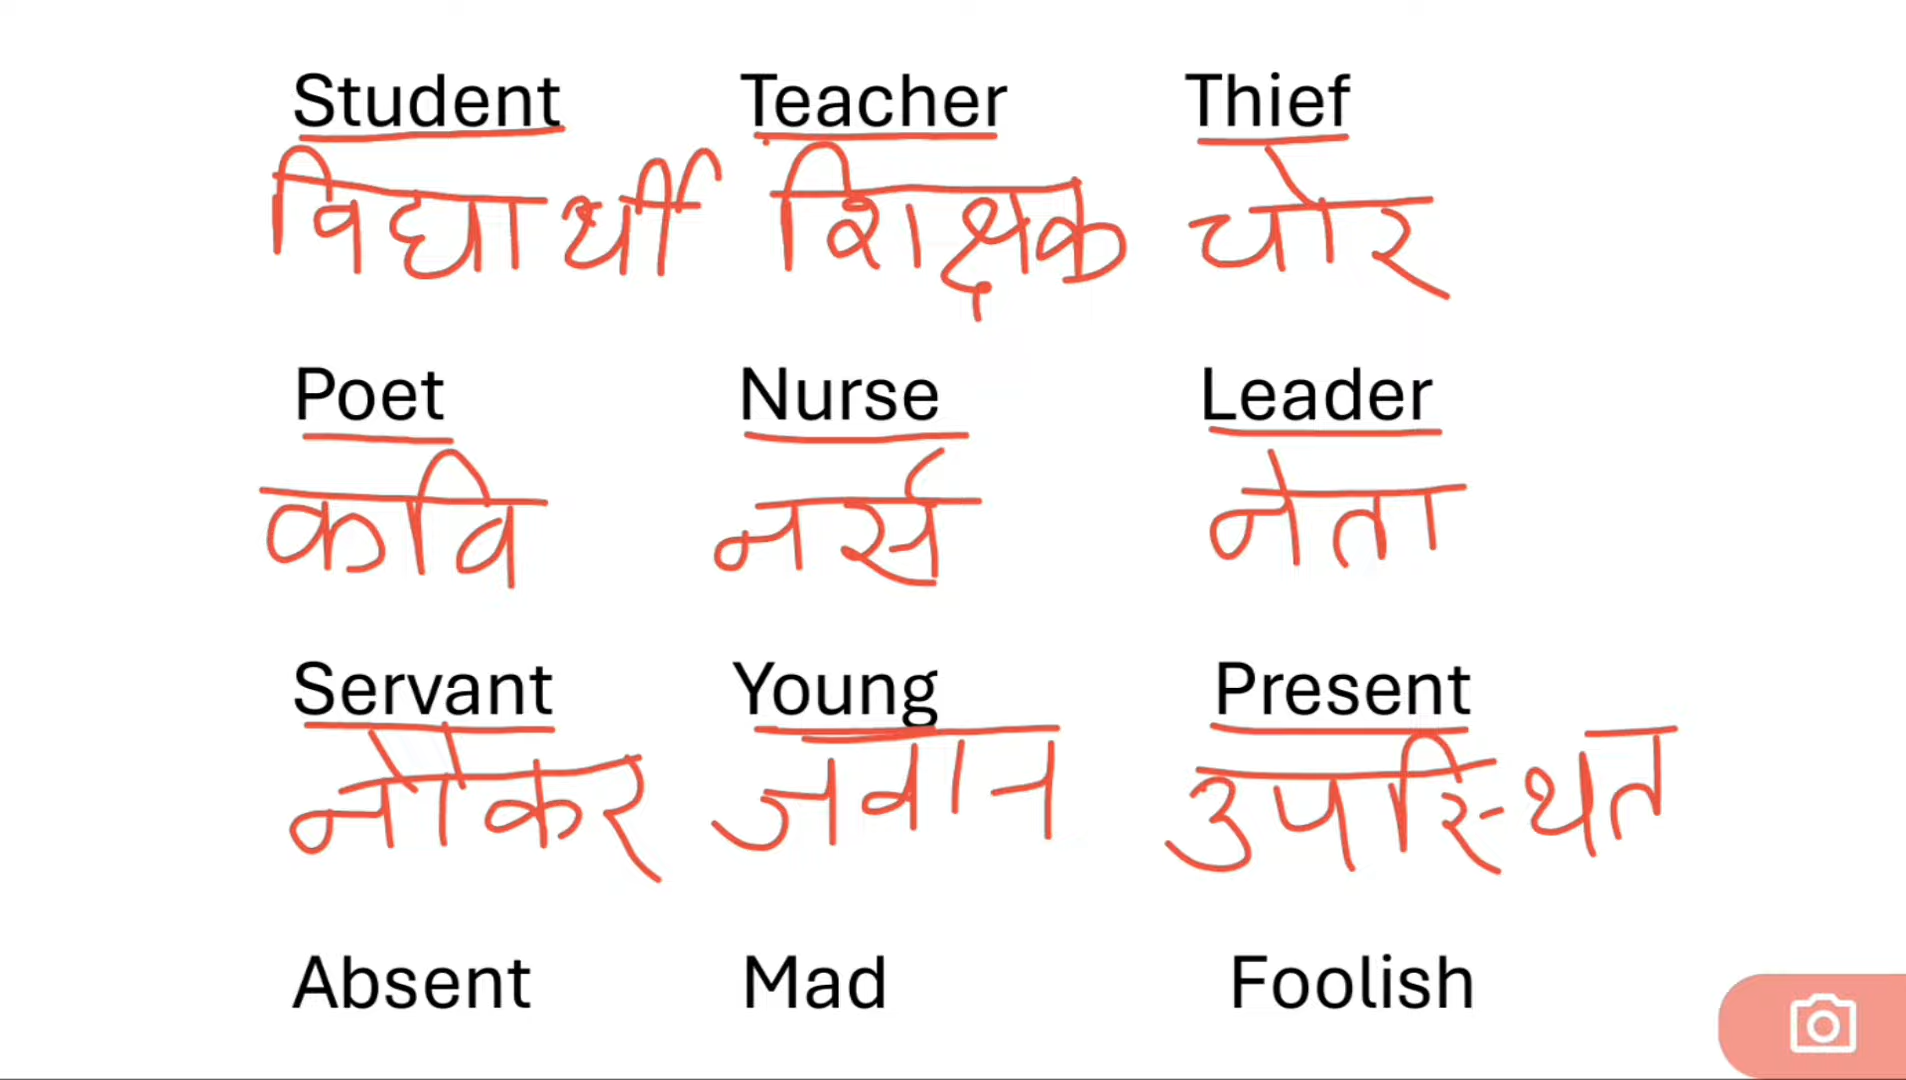 Student Teacher Thief
विद्यार्थी शिक्षक चोर
Poet Nurse Leader
कवि नर्स नेता
Servant Young Present
नौकर जवान उपस्थित
Absent Mad Foolish